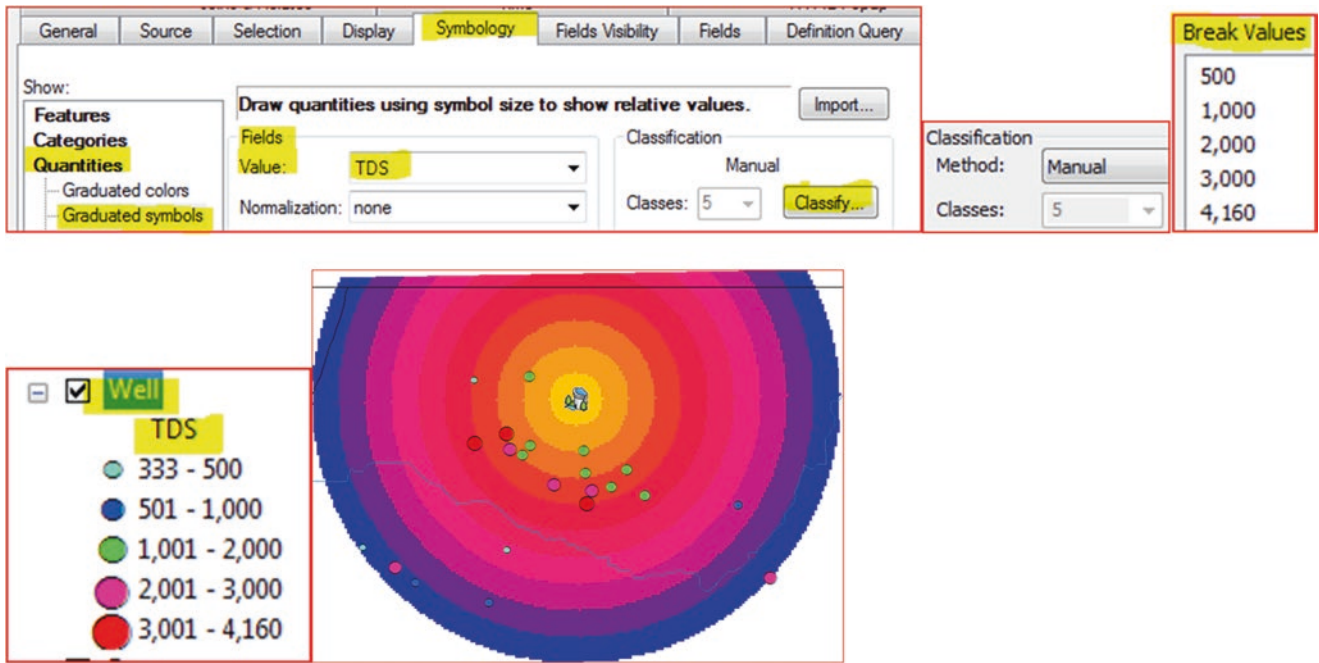 General Source Selection Display Symbology Fields Visibility Fields Definition Query
Show:
Features
Categories
Quantities
Graduated colors
Graduated symbols
Draw quantities using symbol size to show relative values.
Import...
Fields
Value: TDS
Normalization: none
Classification
Manual
Classes: 5 Classify...
Classification
Method: Manual
Classes: 5
Break Values
500
1,000
2,000
3,000
4,160
Well
TDS
333 - 500
501 - 1,000
1,001 - 2,000
2,001 - 3,000
3,001 - 4,160